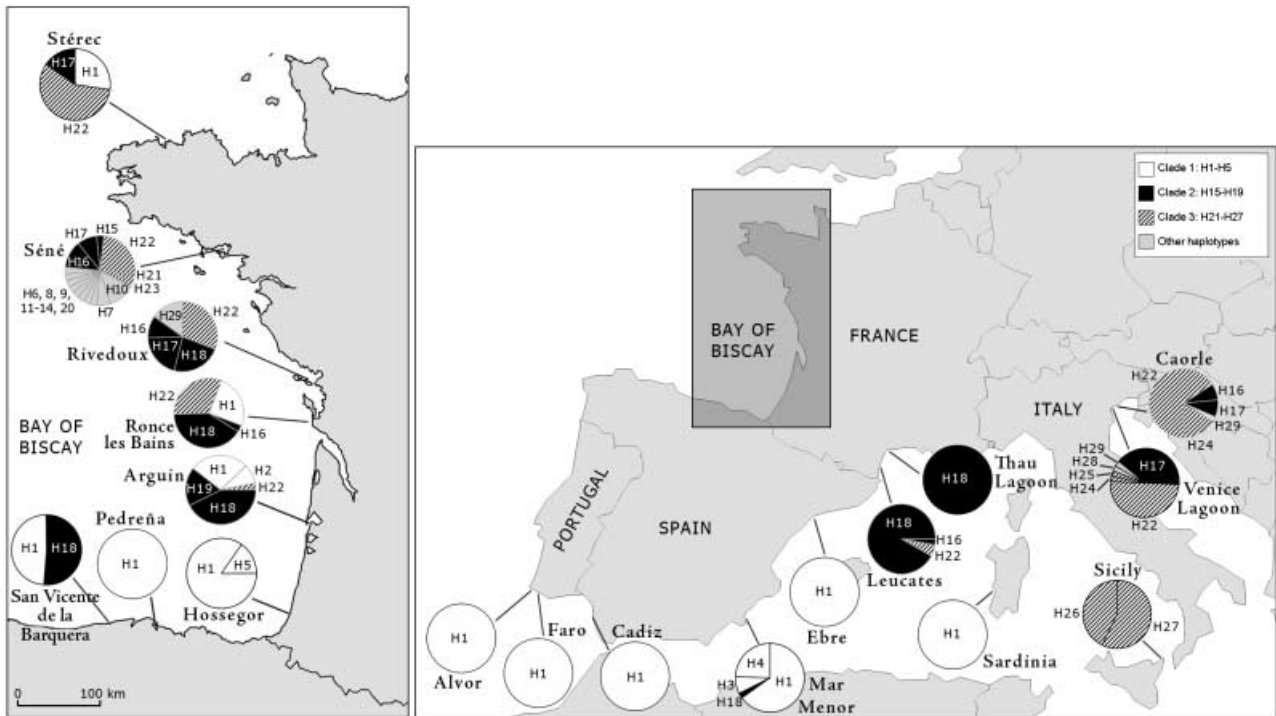 Stérec
H17
H1
H22
H17
H15
H22
Séné
H16
H21
H10
H23
H6, 8, 9,
11-14, 20
H7
H29
H22
H16
H17
H18
Rivedoux
H22
H1
H18
H16
Ronce
les Bains
BAY OF
BISCAY
Arguin
H1
H2
H22
H19
H18
Pedreña
H1
H18
H1
H1
H5
San Vicente
de la
Barquera
Hossegor
0
100 km
Clade 1: H1-H5
Clade 2: H15-H19
Clade 3: H21-H27
Other haplotypes
BAY OF
BISCAY
FRANCE
Caorle
H22
H16
H17
H29
H24
ITALY
H29
H28
H25
H24
H17
H22
Venice
Lagoon
H18
Thau
Lagoon
PORTUGAL
SPAIN
H18
H16
H22
Leucates
Sicily
H26
H27
H1
Ebre
H1
Sardinia
H1
Alvor
Faro
H1
Cadiz
H1
H4
H3
H1
H18
Mar
Menor